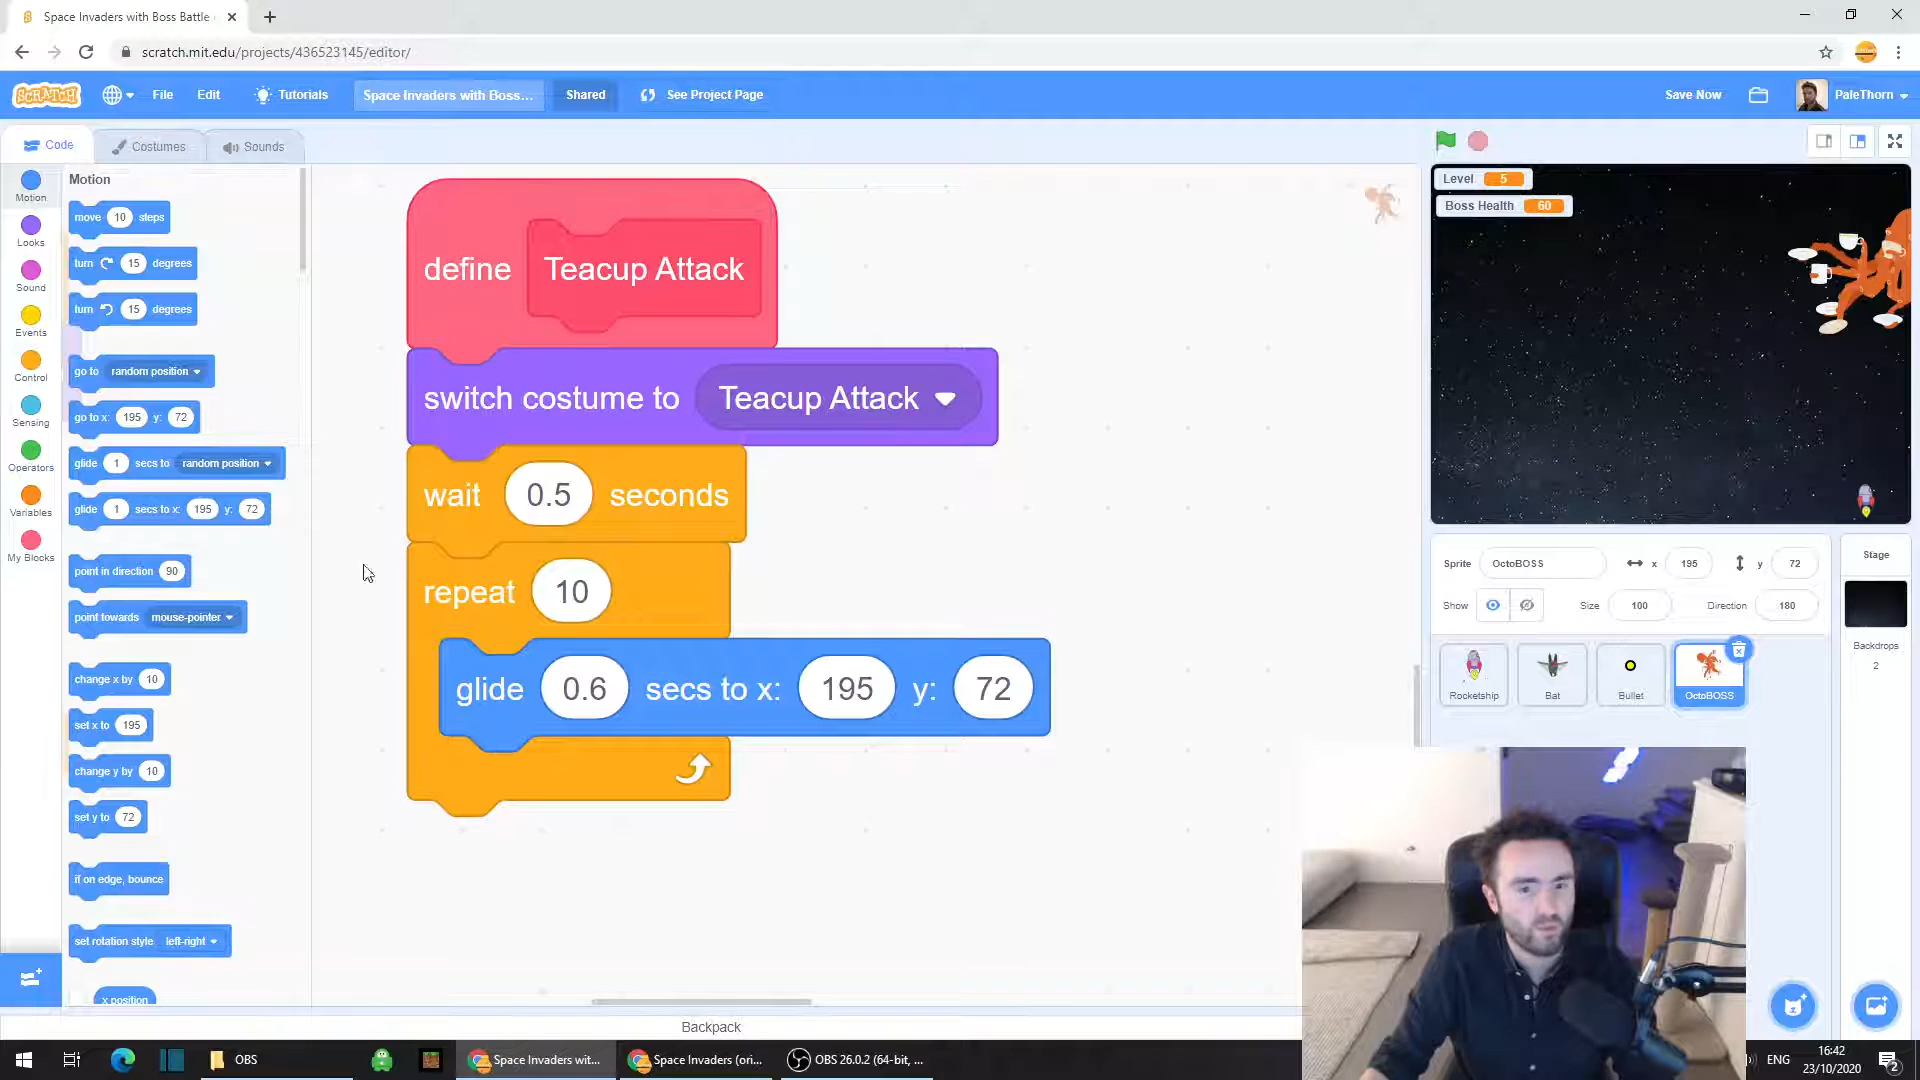 Space Invaders with Boss Battle
scratch.mit.edu/projects/436523145/editor/
SCRATCH
File
Edit
Tutorials
Space Invaders with Boss...
Shared
See Project Page
Save Now
PaleThorn
Code
Costumes
Sounds
Motion
Looks
Sound
Events
Control
Sensing
Operators
Variables
My Blocks
Motion
move 10 steps
turn 15 degrees
turn 15 degrees
go to random position
go to x: 195 y: 72
glide 1 secs to random position
glide 1 secs to x: 195 y: 72
point in direction 90
point towards mouse-pointer
change x by 10
set x to 195
change y by 10
set y to 72
if on edge, bounce
set rotation style left-right
x position
define Teacup Attack
switch costume to Teacup Attack
wait 0.5 seconds
repeat 10
glide 0.6 secs to x: 195 y: 72
Backpack
Level 5
Boss Health 60
Sprite OctoBOSS x 195 y 72
Show Size 100 Direction 180
Rocketship
Bat
Bullet
OctoBOSS
Stage
Backdrops
2
OBS
Space Invaders wit...
Space Invaders (ori...
OBS 26.0.2 (64-bit, ...
ENG
16:42
23/10/2020
2